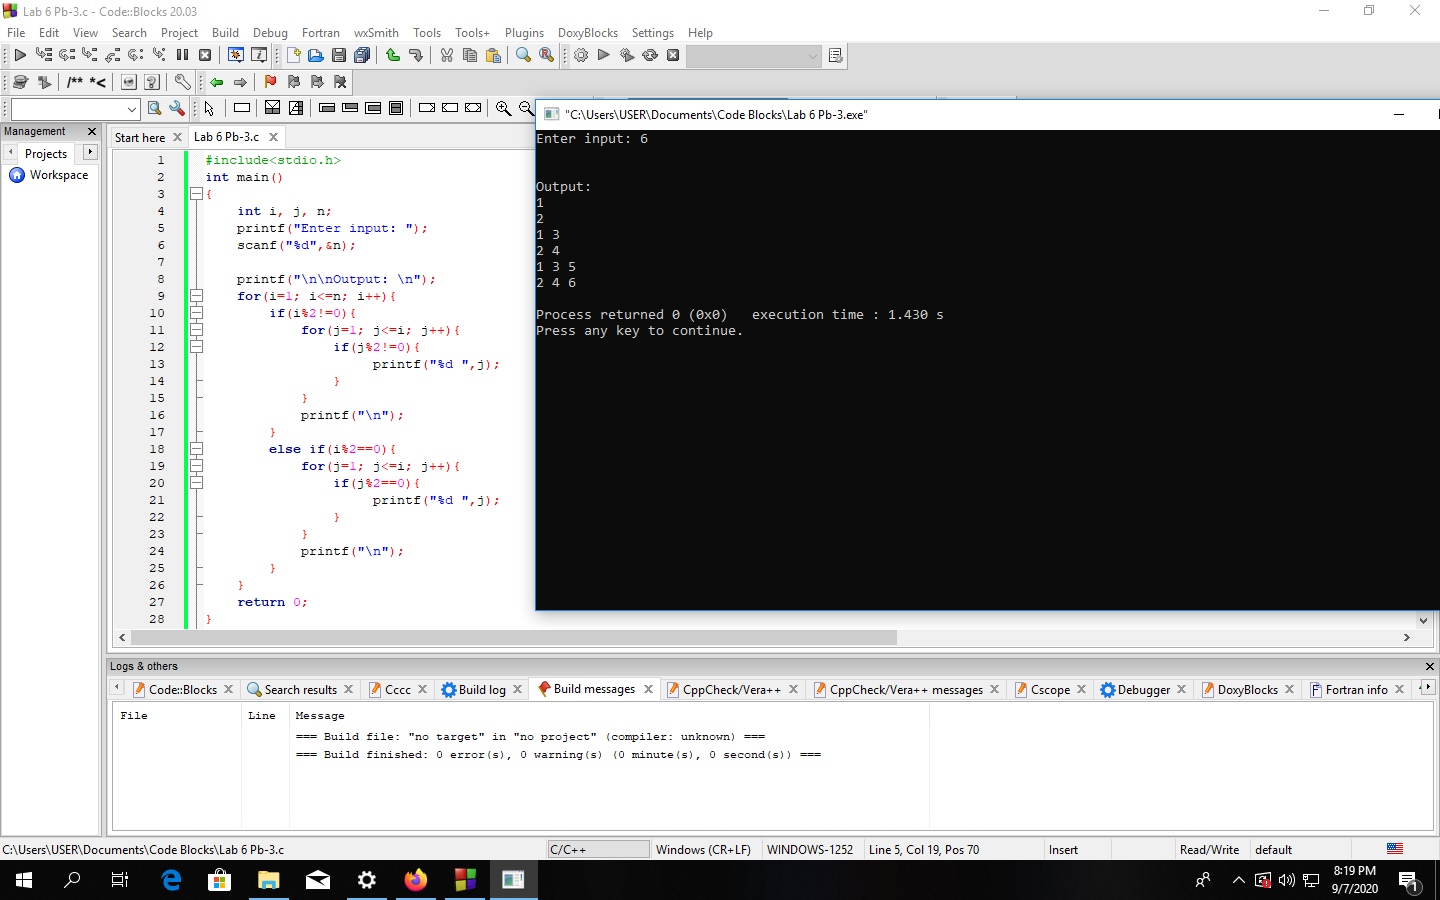 Lab 6 Pb-3.c - Code::Blocks 20.03
File Edit View Search Project Build Debug Fortran wxSmith Tools Tools+ Plugins DoxyBlocks Settings Help
/** *<
Management
Projects
Workspace
Start here
Lab 6 Pb-3.c
1 #include<stdio.h>
2 int main()
3 {
4 int i, j, n;
5 printf("Enter input: ");
6 scanf("%d",&n);
7
8 printf("\n\nOutput: \n");
9 for(i=1; i<=n; i++){
10 if(i%2!=0){
11 for(j=1; j<=i; j++){
12 if(j%2!=0){
13 printf("%d ",j);
14 }
15 }
16 printf("\n");
17 }
18 else if(i%2==0){
19 for(j=1; j<=i; j++){
20 if(j%2==0){
21 printf("%d ",j);
22 }
23 }
24 printf("\n");
25 }
26 }
27 return 0;
28 }
"C:\Users\USER\Documents\Code Blocks\Lab 6 Pb-3.exe"
Enter input: 6
Output:
1
2
1 3
2 4
1 3 5
2 4 6
Process returned 0 (0x0)   execution time : 1.430 s
Press any key to continue.
Logs & others
Code::Blocks Search results Cccc Build log Build messages CppCheck/Vera++ CppCheck/Vera++ messages Cscope Debugger DoxyBlocks Fortran info
File Line Message
=== Build file: "no target" in "no project" (compiler: unknown) ===
=== Build finished: 0 error(s), 0 warning(s) (0 minute(s), 0 second(s)) ===
C:\Users\USER\Documents\Code Blocks\Lab 6 Pb-3.c C/C++ Windows (CR+LF) WINDOWS-1252 Line 5, Col 19, Pos 70 Insert Read/Write default
8:19 PM
9/7/2020
1